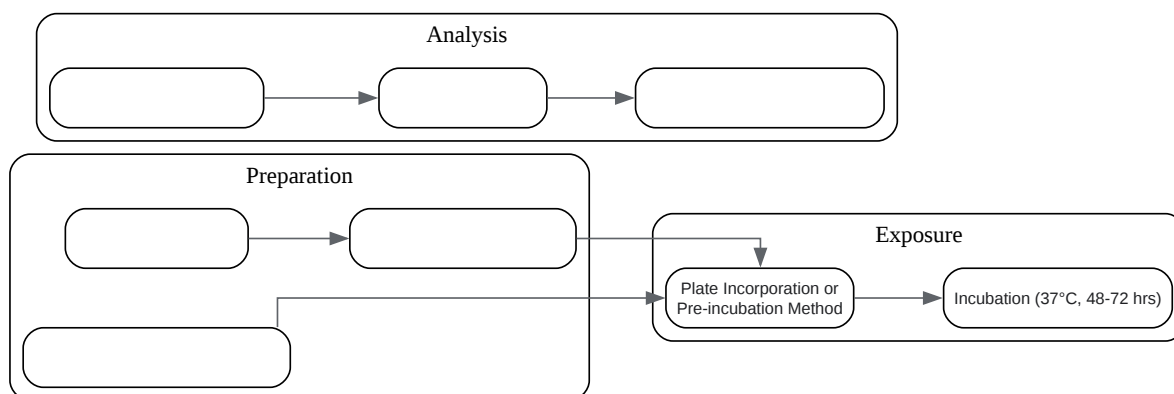 Analysis
Preparation
Exposure
Plate Incorporation or
Pre-incubation Method
Incubation (37°C, 48-72 hrs)